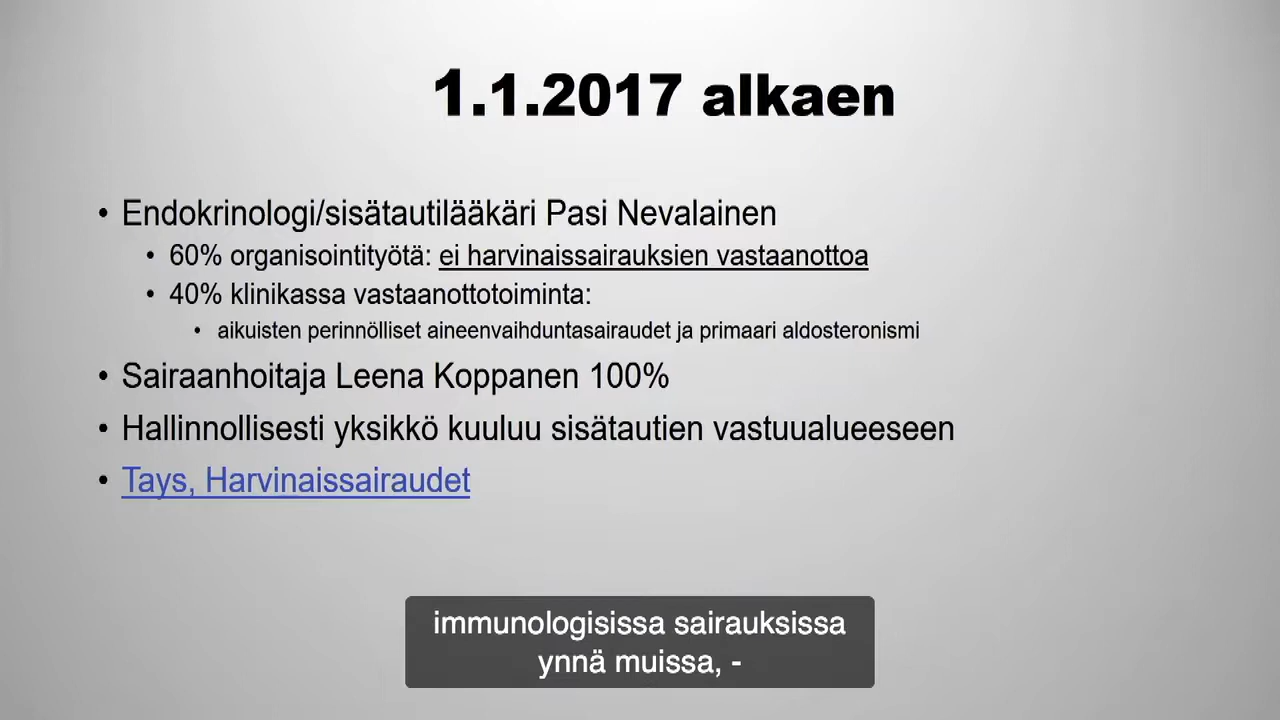 1.1.2017 alkaen
• Endokrinologi/sisätautilääkäri Pasi Nevalainen
• 60% organisointityötä: ei harvinaissairauksien vastaanottoa
• 40% klinikassa vastaanottotoiminta:
• aikuisten perinnölliset aineenvaihduntasairaudet ja primaari aldosteronismi
• Sairaanhoitaja Leena Koppanen 100%
• Hallinnollisesti yksikkö kuuluu sisätautien vastuualueeseen
• Tays, Harvinaissairaudet
immunologisissa sairauksissa
ynnä muissa, -